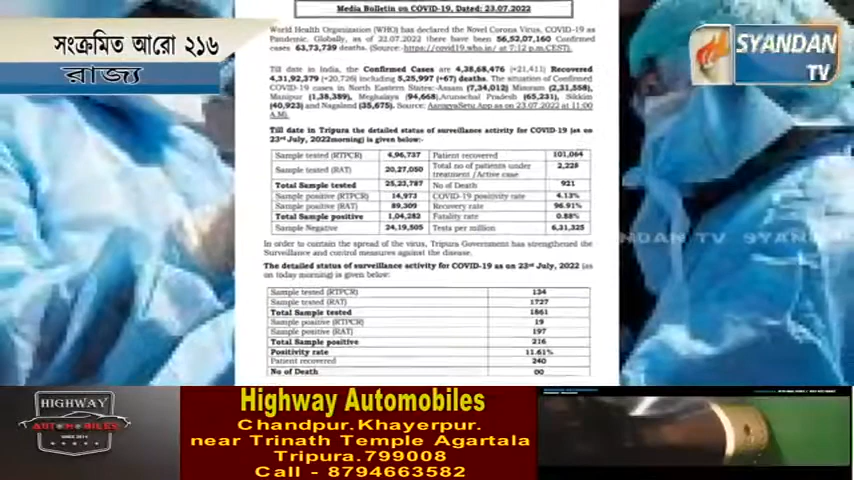 সংক্রমিত আরো ২১৬
রাজ্য
SYANDAN
TV
Media Bulletin on COVID-19, Dated: 23.07.2022
World Health Organization (WHO) has declared the Novel Corona Virus, COVID-19 as
Pandemic. Globally, as of 22.07.2022 there have been 56,52,07,160 Confirmed
cases 63,73,739 deaths. (Source:-https://covid19.who.in/ at 7:12 p.m.CEST).
Till date in India, the Confirmed Cases are 4,38,68,476 (+21,411) Recovered
4,31,92,379 (+20,726) including 5,25,997 (+67) deaths. The situation of Confirmed
COVID-19 cases in North Eastern States:-Assam (7,34,012) Mizoram (2,31,558),
Manipur (1,38,389), Meghalaya (94,668),Arunachal Pradesh (65,231), Sikkim
(40,923) and Nagaland (35,675). Source: AarogyaSetu App as on 23.07.2022 at 11:00
A.M).
Till date in Tripura the detailed status of surveillance activity for COVID-19 (as on
23rd July, 2022morning) is given below:-
Sample tested (RTPCR) 4,96,737 Patient recovered 101,064
Sample tested (RAT) 20,27,050 Total no of patients under treatment /Active case 2,225
Total Sample tested 25,23,787 No of Death 921
Sample positive (RTPCR) 14,973 COVID-19 positivity rate 4.13%
Sample positive (RAT) 89,309 Recovery rate 96.91%
Total Sample positive 1,04,282 Fatality rate 0.88%
Sample Negative 24,19,505 Tests per million 6,31,325
In order to contain the spread of the virus, Tripura Government has strengthened the
Surveillance and control measures against the disease.
The detailed status of surveillance activity for COVID-19 as on 23rd July, 2022 (as
on today morning) is given below:
Sample tested (RTPCR) 134
Sample tested (RAT) 1727
Total Sample tested 1861
Sample positive (RTPCR) 19
Sample positive (RAT) 197
Total Sample positive 216
Positivity rate 11.61%
Patient recovered 240
No of Death 00
NDAN TV SYAN
HIGHWAY
AUTOMOBILES
SINCE 2014
Highway Automobiles
Chandpur.Khayerpur.
near Trinath Temple Agartala
Tripura.799008
Call - 8794663582